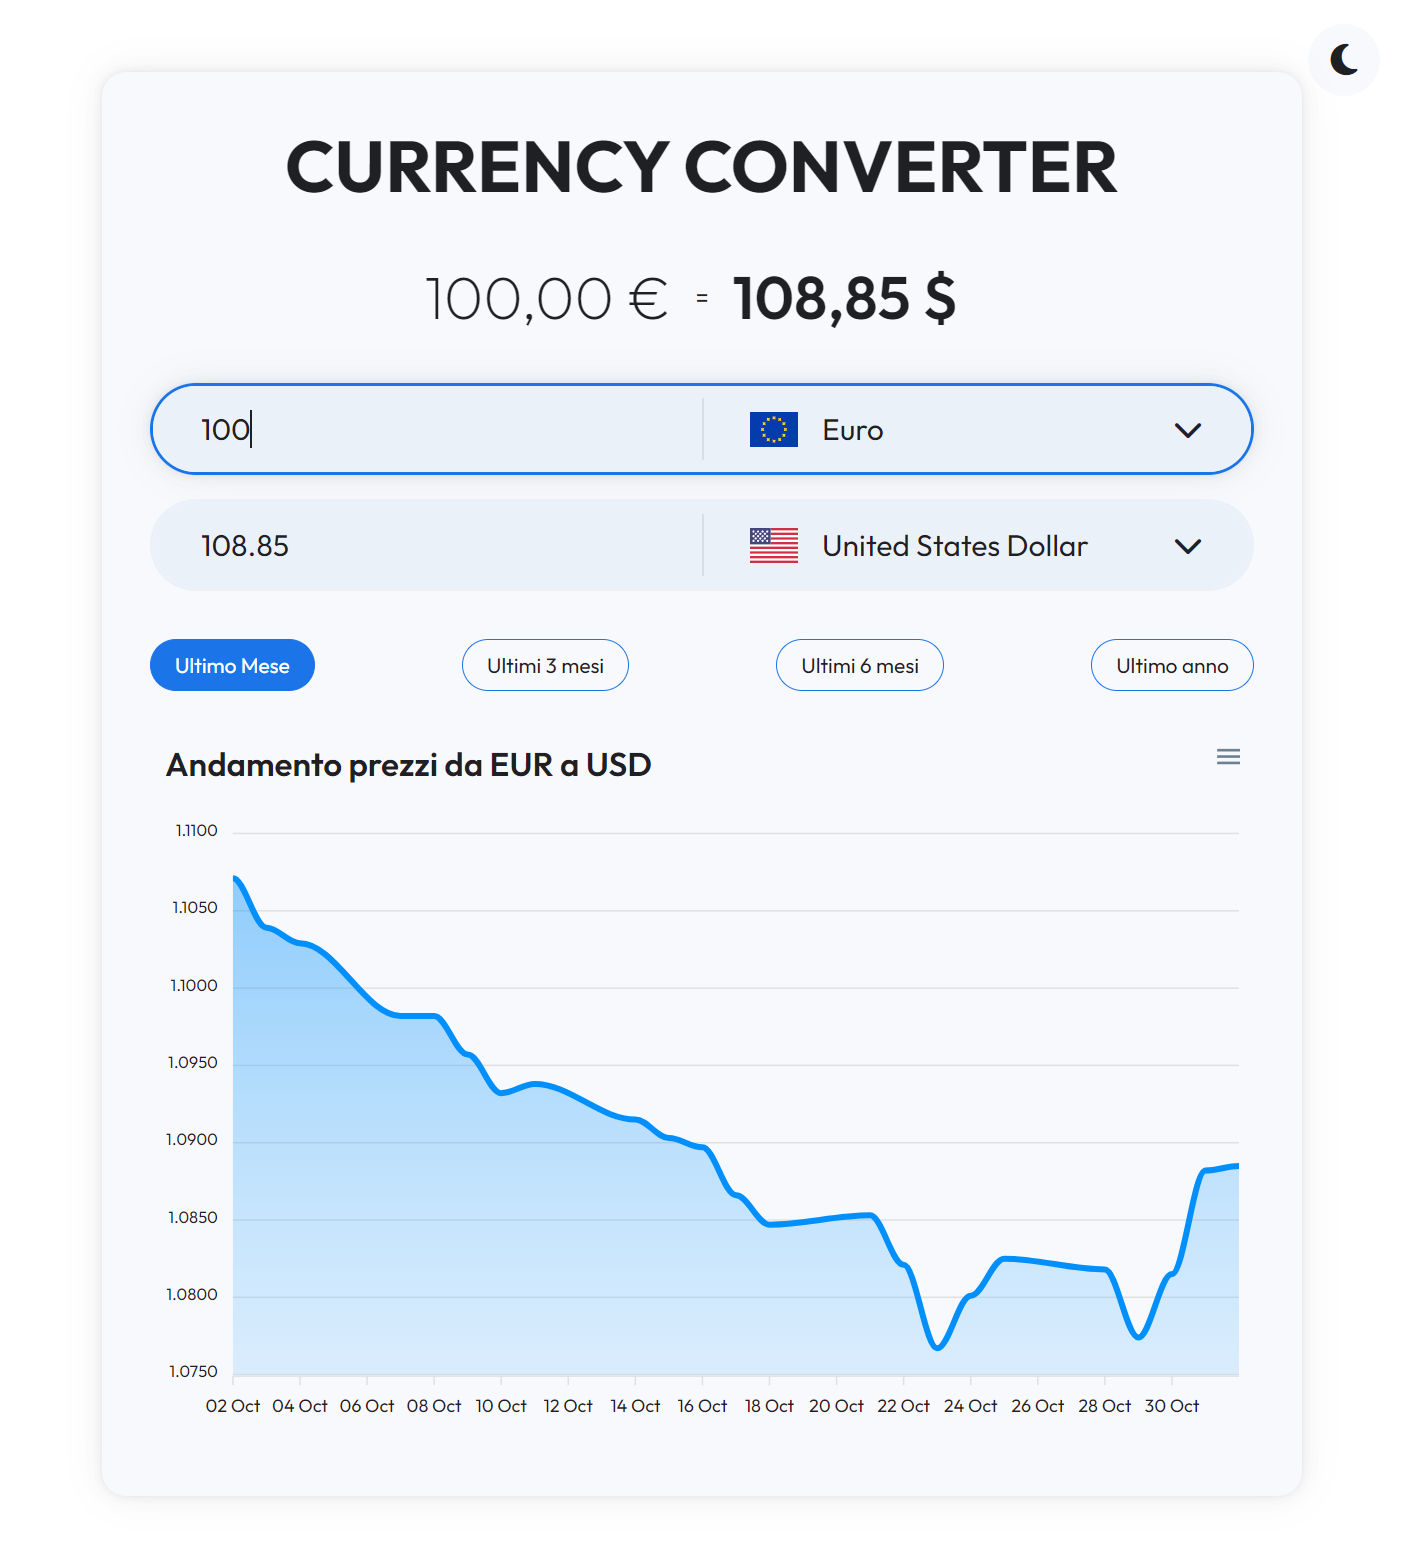 CURRENCY CONVERTER
100,00 € = 108,85 $
100 Euro
108.85 United States Dollar
Ultimo Mese Ultimi 3 mesi Ultimi 6 mesi Ultimo anno
Andamento prezzi da EUR a USD
1.1100
1.1050
1.1000
1.0950
1.0900
1.0850
1.0800
1.0750
02 Oct 04 Oct 06 Oct 08 Oct 10 Oct 12 Oct 14 Oct 16 Oct 18 Oct 20 Oct 22 Oct 24 Oct 26 Oct 28 Oct 30 Oct